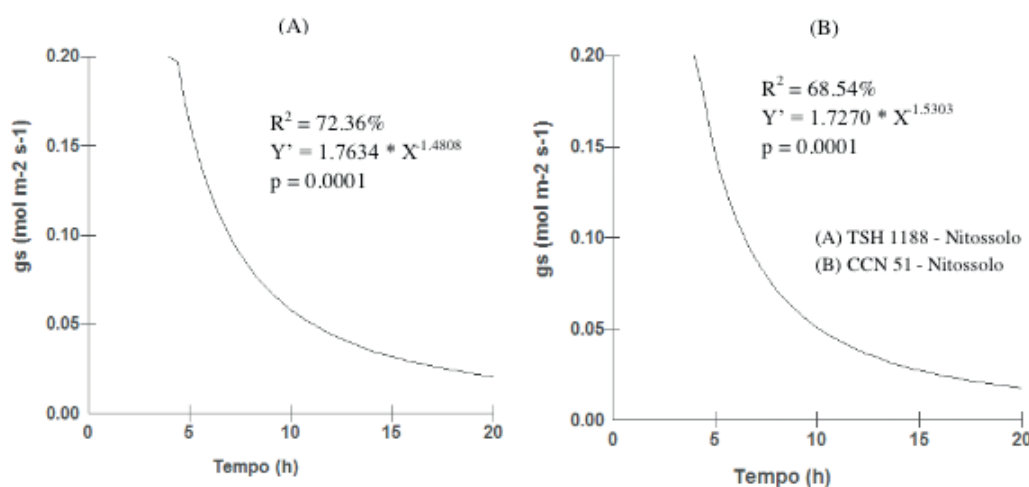 (A)
0.20
0.15
0.10
0.05
0.00
gs (mol m-2 s-1)
R² = 72.36%
Y’ = 1.7634 * X^-1.4808
p = 0.0001
0 5 10 15 20
Tempo (h)
(B)
0.20
0.15
0.10
0.05
0.00
gs (mol m-2 s-1)
R² = 68.54%
Y’ = 1.7270 * X^-1.5303
p = 0.0001
(A) TSH 1188 - Nitossolo
(B) CCN 51 - Nitossolo
0 5 10 15 20
Tempo (h)